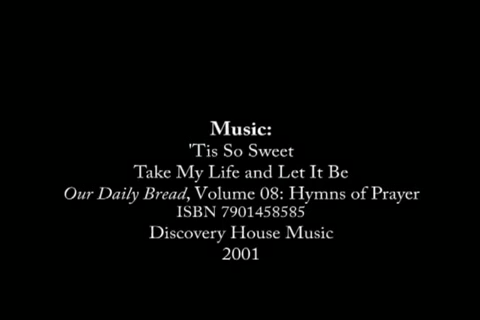 Music:
'Tis So Sweet
Take My Life and Let It Be
Our Daily Bread, Volume 08: Hymns of Prayer
ISBN 7901458585
Discovery House Music
2001